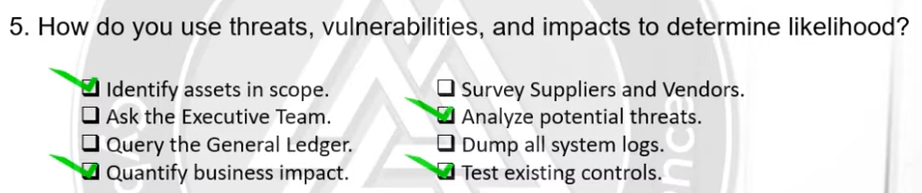 5. How do you use threats, vulnerabilities, and impacts to determine likelihood?
Identify assets in scope.
Ask the Executive Team.
Query the General Ledger.
Quantify business impact.
Survey Suppliers and Vendors.
Analyze potential threats.
Dump all system logs.
Test existing controls.